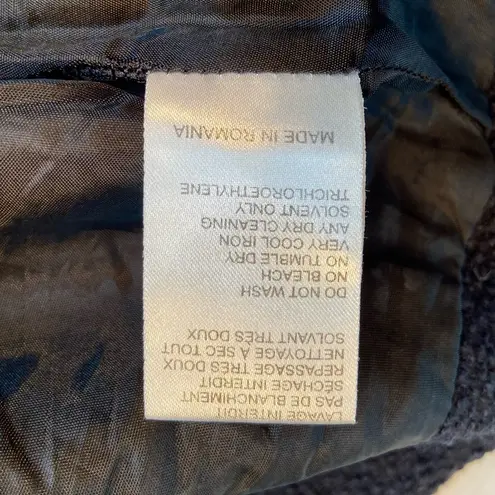 LAVAGE INTERDIT
PAS DE BLANCHIMENT
SÉCHAGE INTERDIT
REPASSAGE TRÈS DOUX
NETTOYAGE À SEC TOUT
SOLVANT TRÈS DOUX
DO NOT WASH
NO BLEACH
NO TUMBLE DRY
VERY COOL IRON
ANY DRY CLEANING
SOLVENT ONLY
TRICHLOROETHYLENE
MADE IN ROMANIA